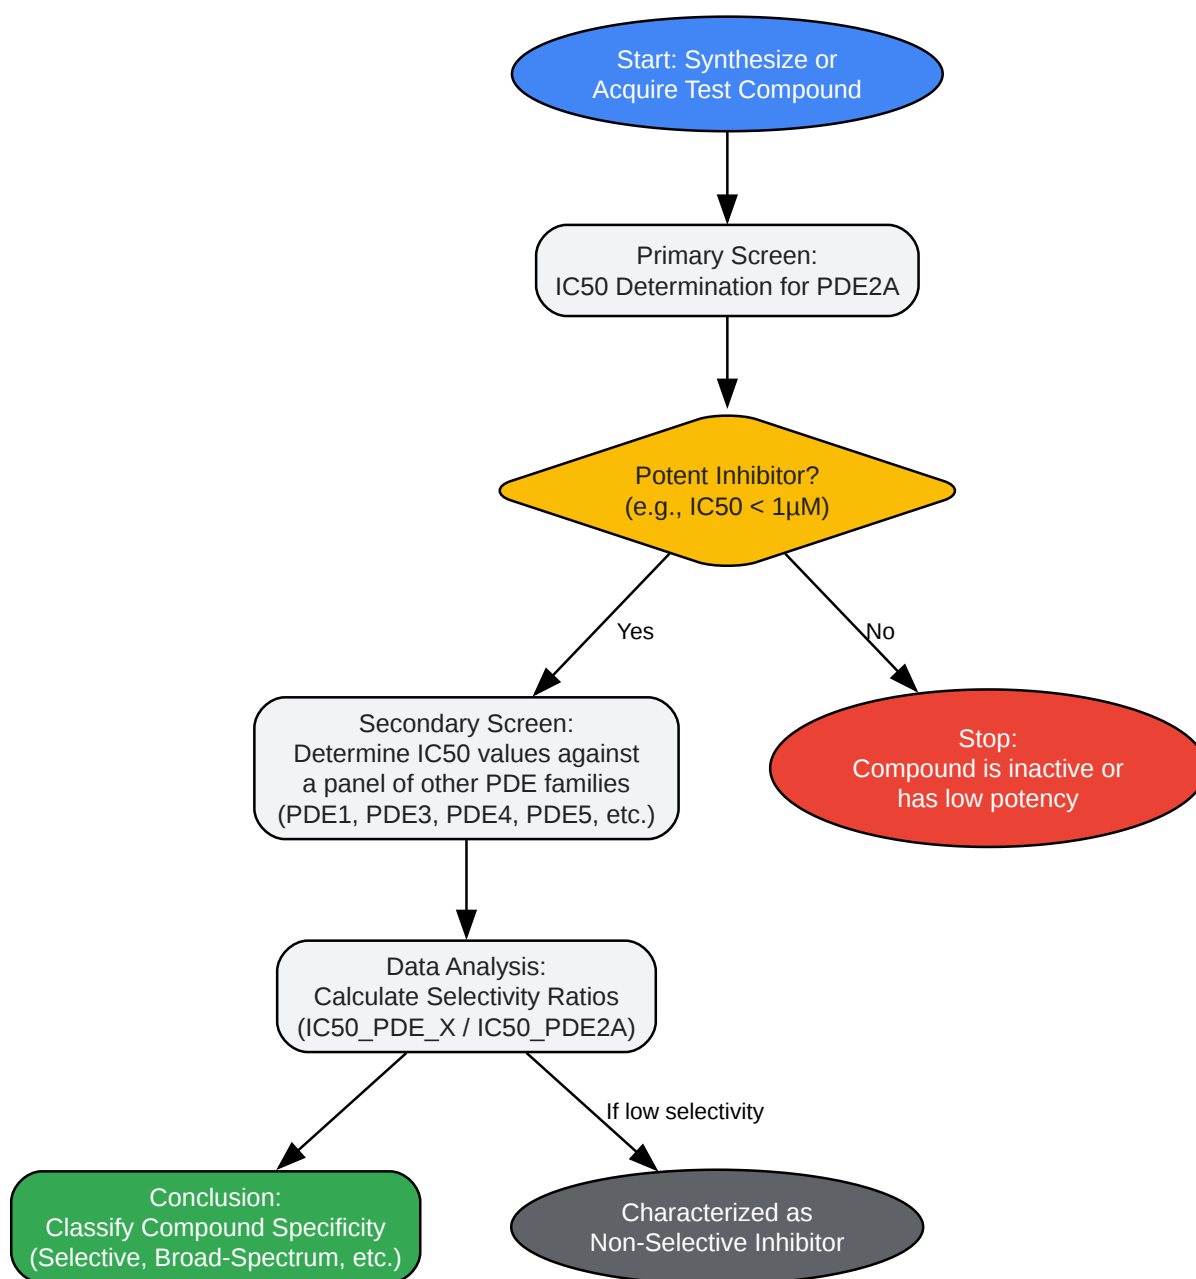 Start: Synthesize or
Acquire Test Compound
Primary Screen:
IC50 Determination for PDE2A
Potent Inhibitor?
(e.g., IC50 < 1µM)
Yes
No
Secondary Screen:
Determine IC50 values against
a panel of other PDE families
(PDE1, PDE3, PDE4, PDE5, etc.)
Stop:
Compound is inactive or
has low potency
Data Analysis:
Calculate Selectivity Ratios
(IC50_PDE_X / IC50_PDE2A)
If low selectivity
Conclusion:
Classify Compound Specificity
(Selective, Broad-Spectrum, etc.)
Characterized as
Non-Selective Inhibitor